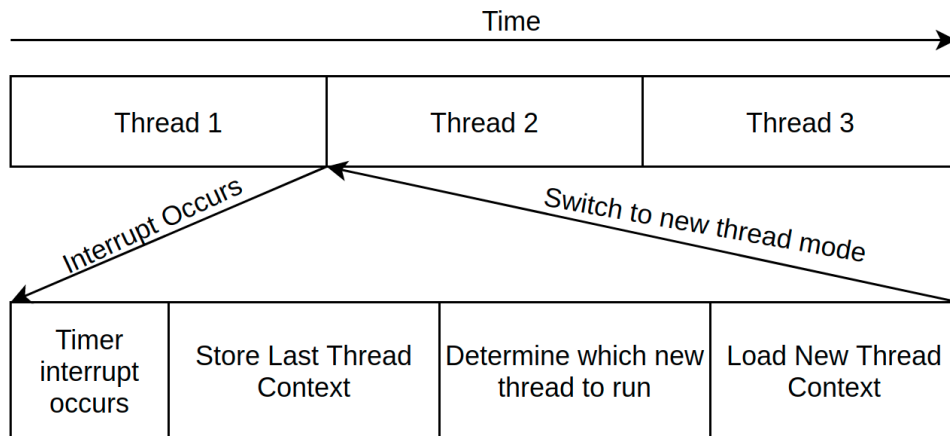 Time
Thread 1
Thread 2
Thread 3
Interrupt Occurs
Switch to new thread mode
Timer
interrupt
occurs
Store Last Thread
Context
Determine which new
thread to run
Load New Thread
Context